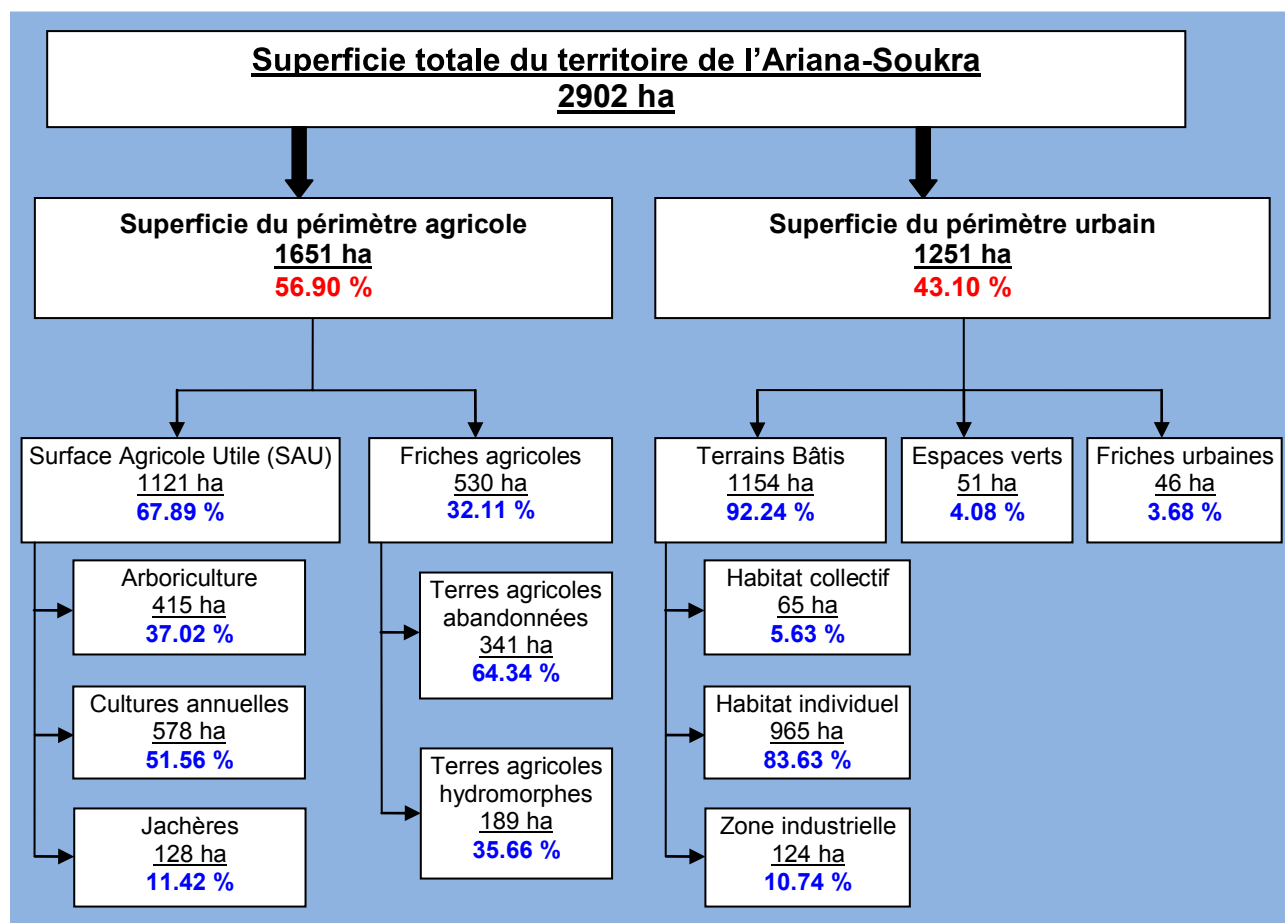 Superficie totale du territoire de l'Ariana-Soukra
2902 ha
Superficie du périmètre agricole
1651 ha
56.90 %
Superficie du périmètre urbain
1251 ha
43.10 %
Surface Agricole Utile (SAU)
1121 ha
67.89 %
Friches agricoles
530 ha
32.11 %
Terrains Bâtis
1154 ha
92.24 %
Espaces verts
51 ha
4.08 %
Friches urbaines
46 ha
3.68 %
Arboriculture
415 ha
37.02 %
Cultures annuelles
578 ha
51.56 %
Jachères
128 ha
11.42 %
Terres agricoles
abandonnées
341 ha
64.34 %
Terres agricoles
hydromorphes
189 ha
35.66 %
Habitat collectif
65 ha
5.63 %
Habitat individuel
965 ha
83.63 %
Zone industrielle
124 ha
10.74 %